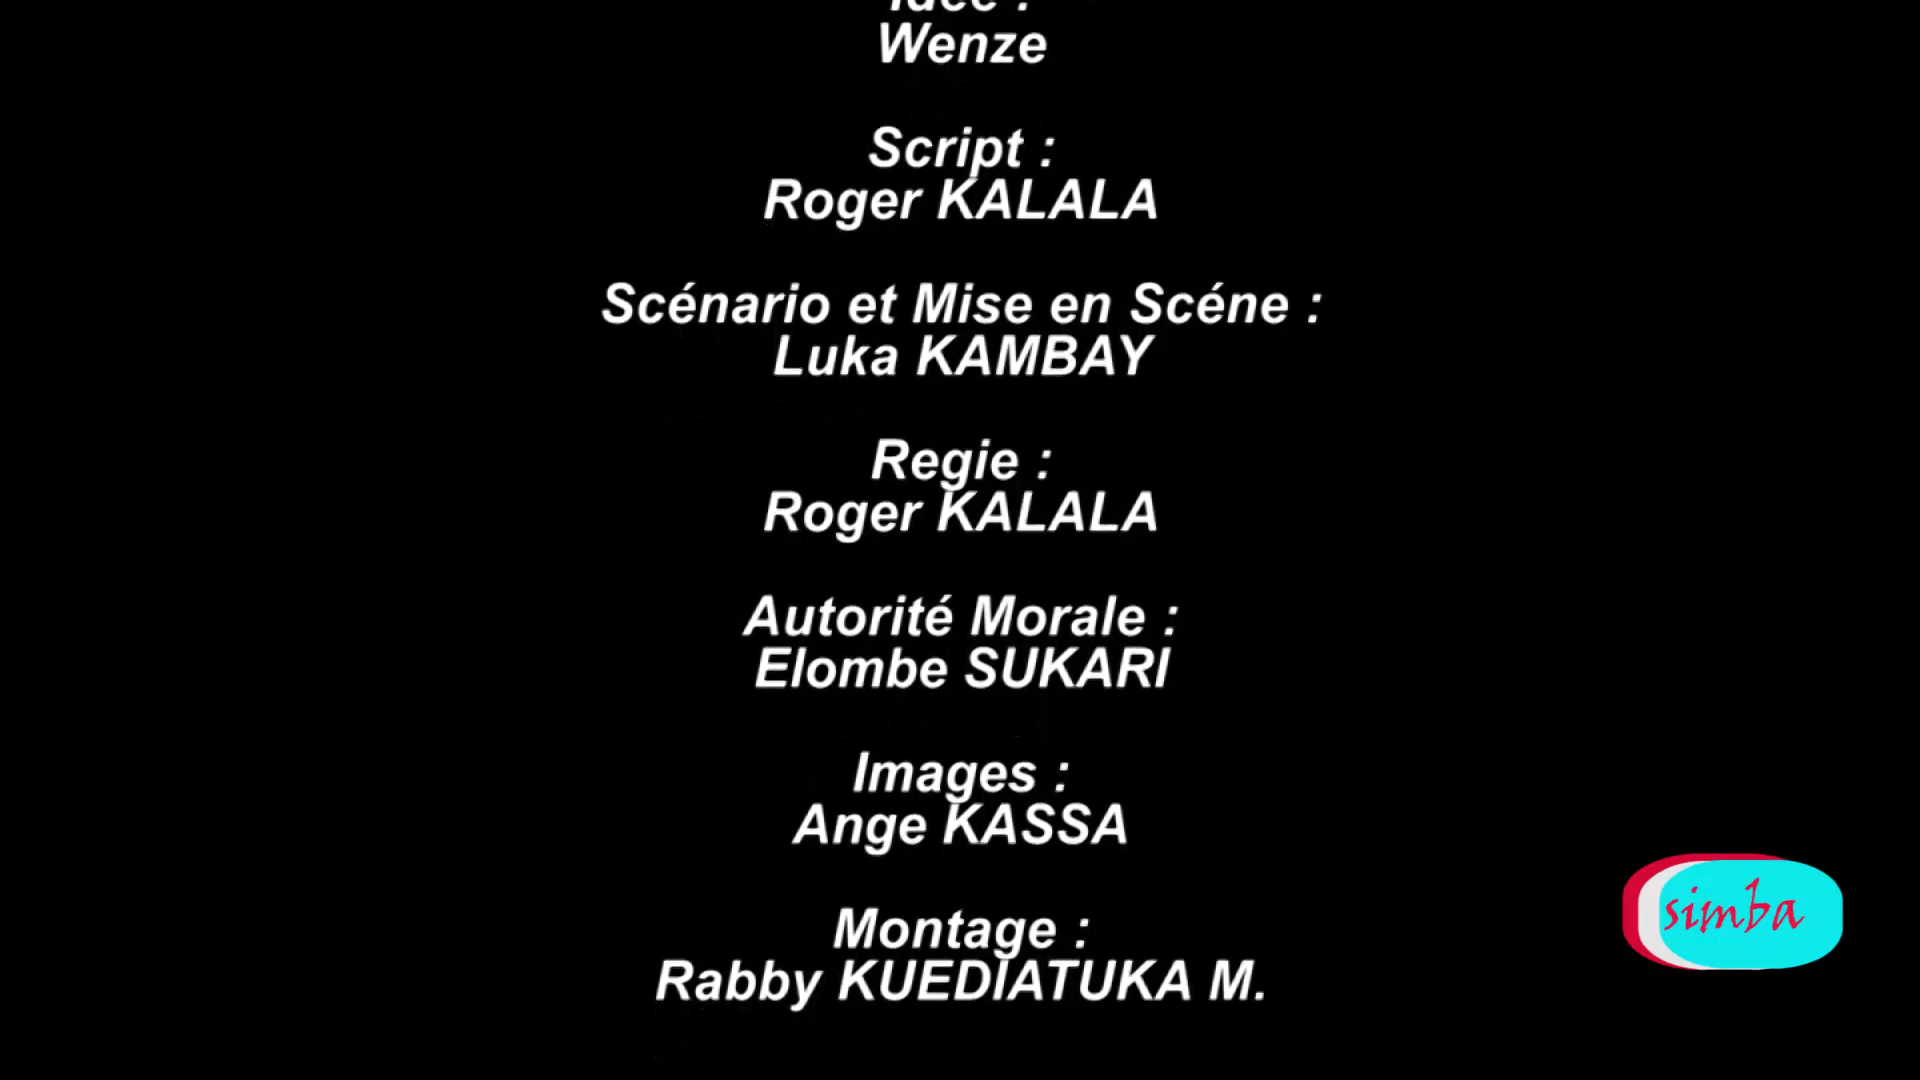 Idée :
Wenze
Script :
Roger KALALA
Scénario et Mise en Scéne :
Luka KAMBAY
Regie :
Roger KALALA
Autorité Morale :
Elombe SUKARI
Images :
Ange KASSA
Montage :
Rabby KUEDIATUKA M.
simba